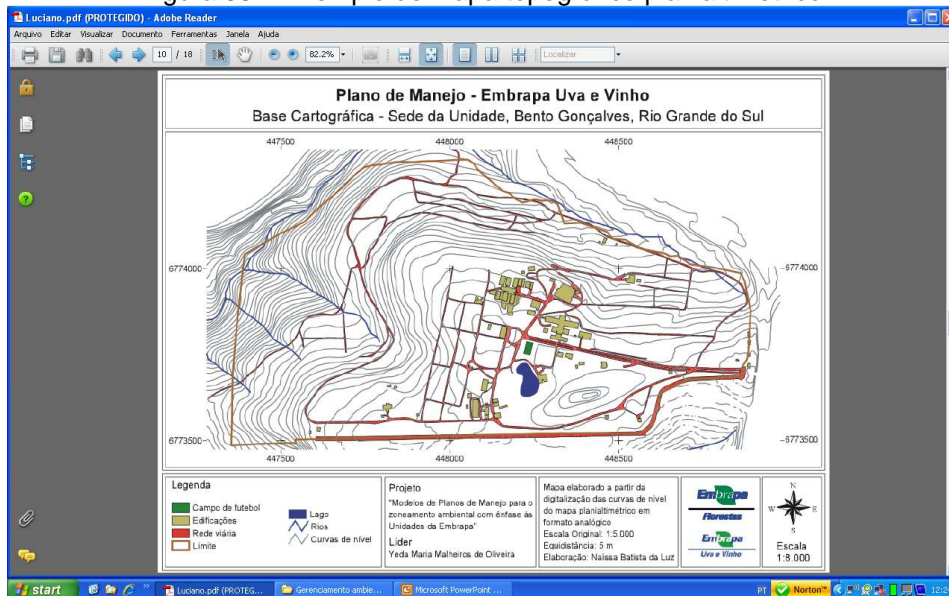 Luciano.pdf (PROTEGIDO) - Adobe Reader
Arquivo Editar Visualizar Documento Ferramentas Janela Ajuda
10 / 18
82.2%
Localizar
Plano de Manejo - Embrapa Uva e Vinho
Base Cartográfica - Sede da Unidade, Bento Gonçalves, Rio Grande do Sul
447500 448000 448500
6774000 6774000
6773500 6773500
447500 448000 448500
Legenda
Campo de futebol
Edificações
Rede viária
Limite
Lago
Rios
Curvas de nível
Projeto
"Modelos de Planos de Manejo para o
zoneamento ambiental com ênfase às
Unidades da Embrapa"
Líder
Yeda Maria Malheiros de Oliveira
Mapa elaborado a partir da
digitalização das curvas de nível
do mapa planialtimétrico em
formato analógico
Escala Original: 1:5.000
Equidistância: 5 m
Elaboração: Naíssa Batista da Luz
Embrapa
Florestas
Embrapa
Uva e Vinho
N
W E
S
Escala
1:8.000
start
Luciano.pdf (PROTEG...
Gerenciamento ambie...
Microsoft PowerPoint ...
PT
Norton™